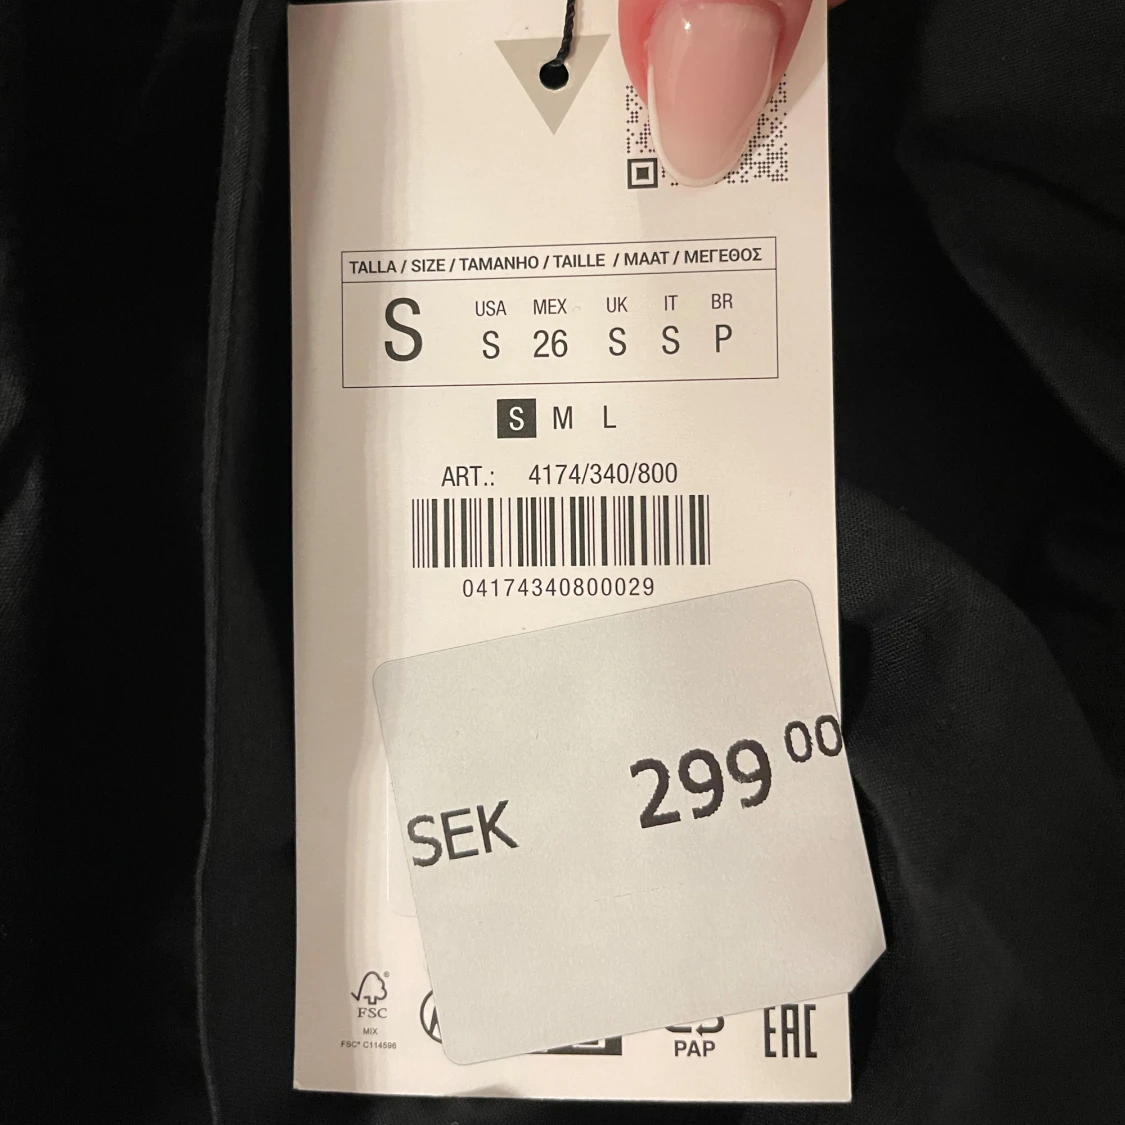 TALLA / SIZE / TAMANHO / TAILLE / MAAT / ΜΕΓΕΘΟΣ
USA MEX UK IT BR
S S 26 S S P
S M L
ART.: 4174/340/800
04174340800029
SEK 299 00
FSC
MIX
FSC® C114596
PAP
EAC